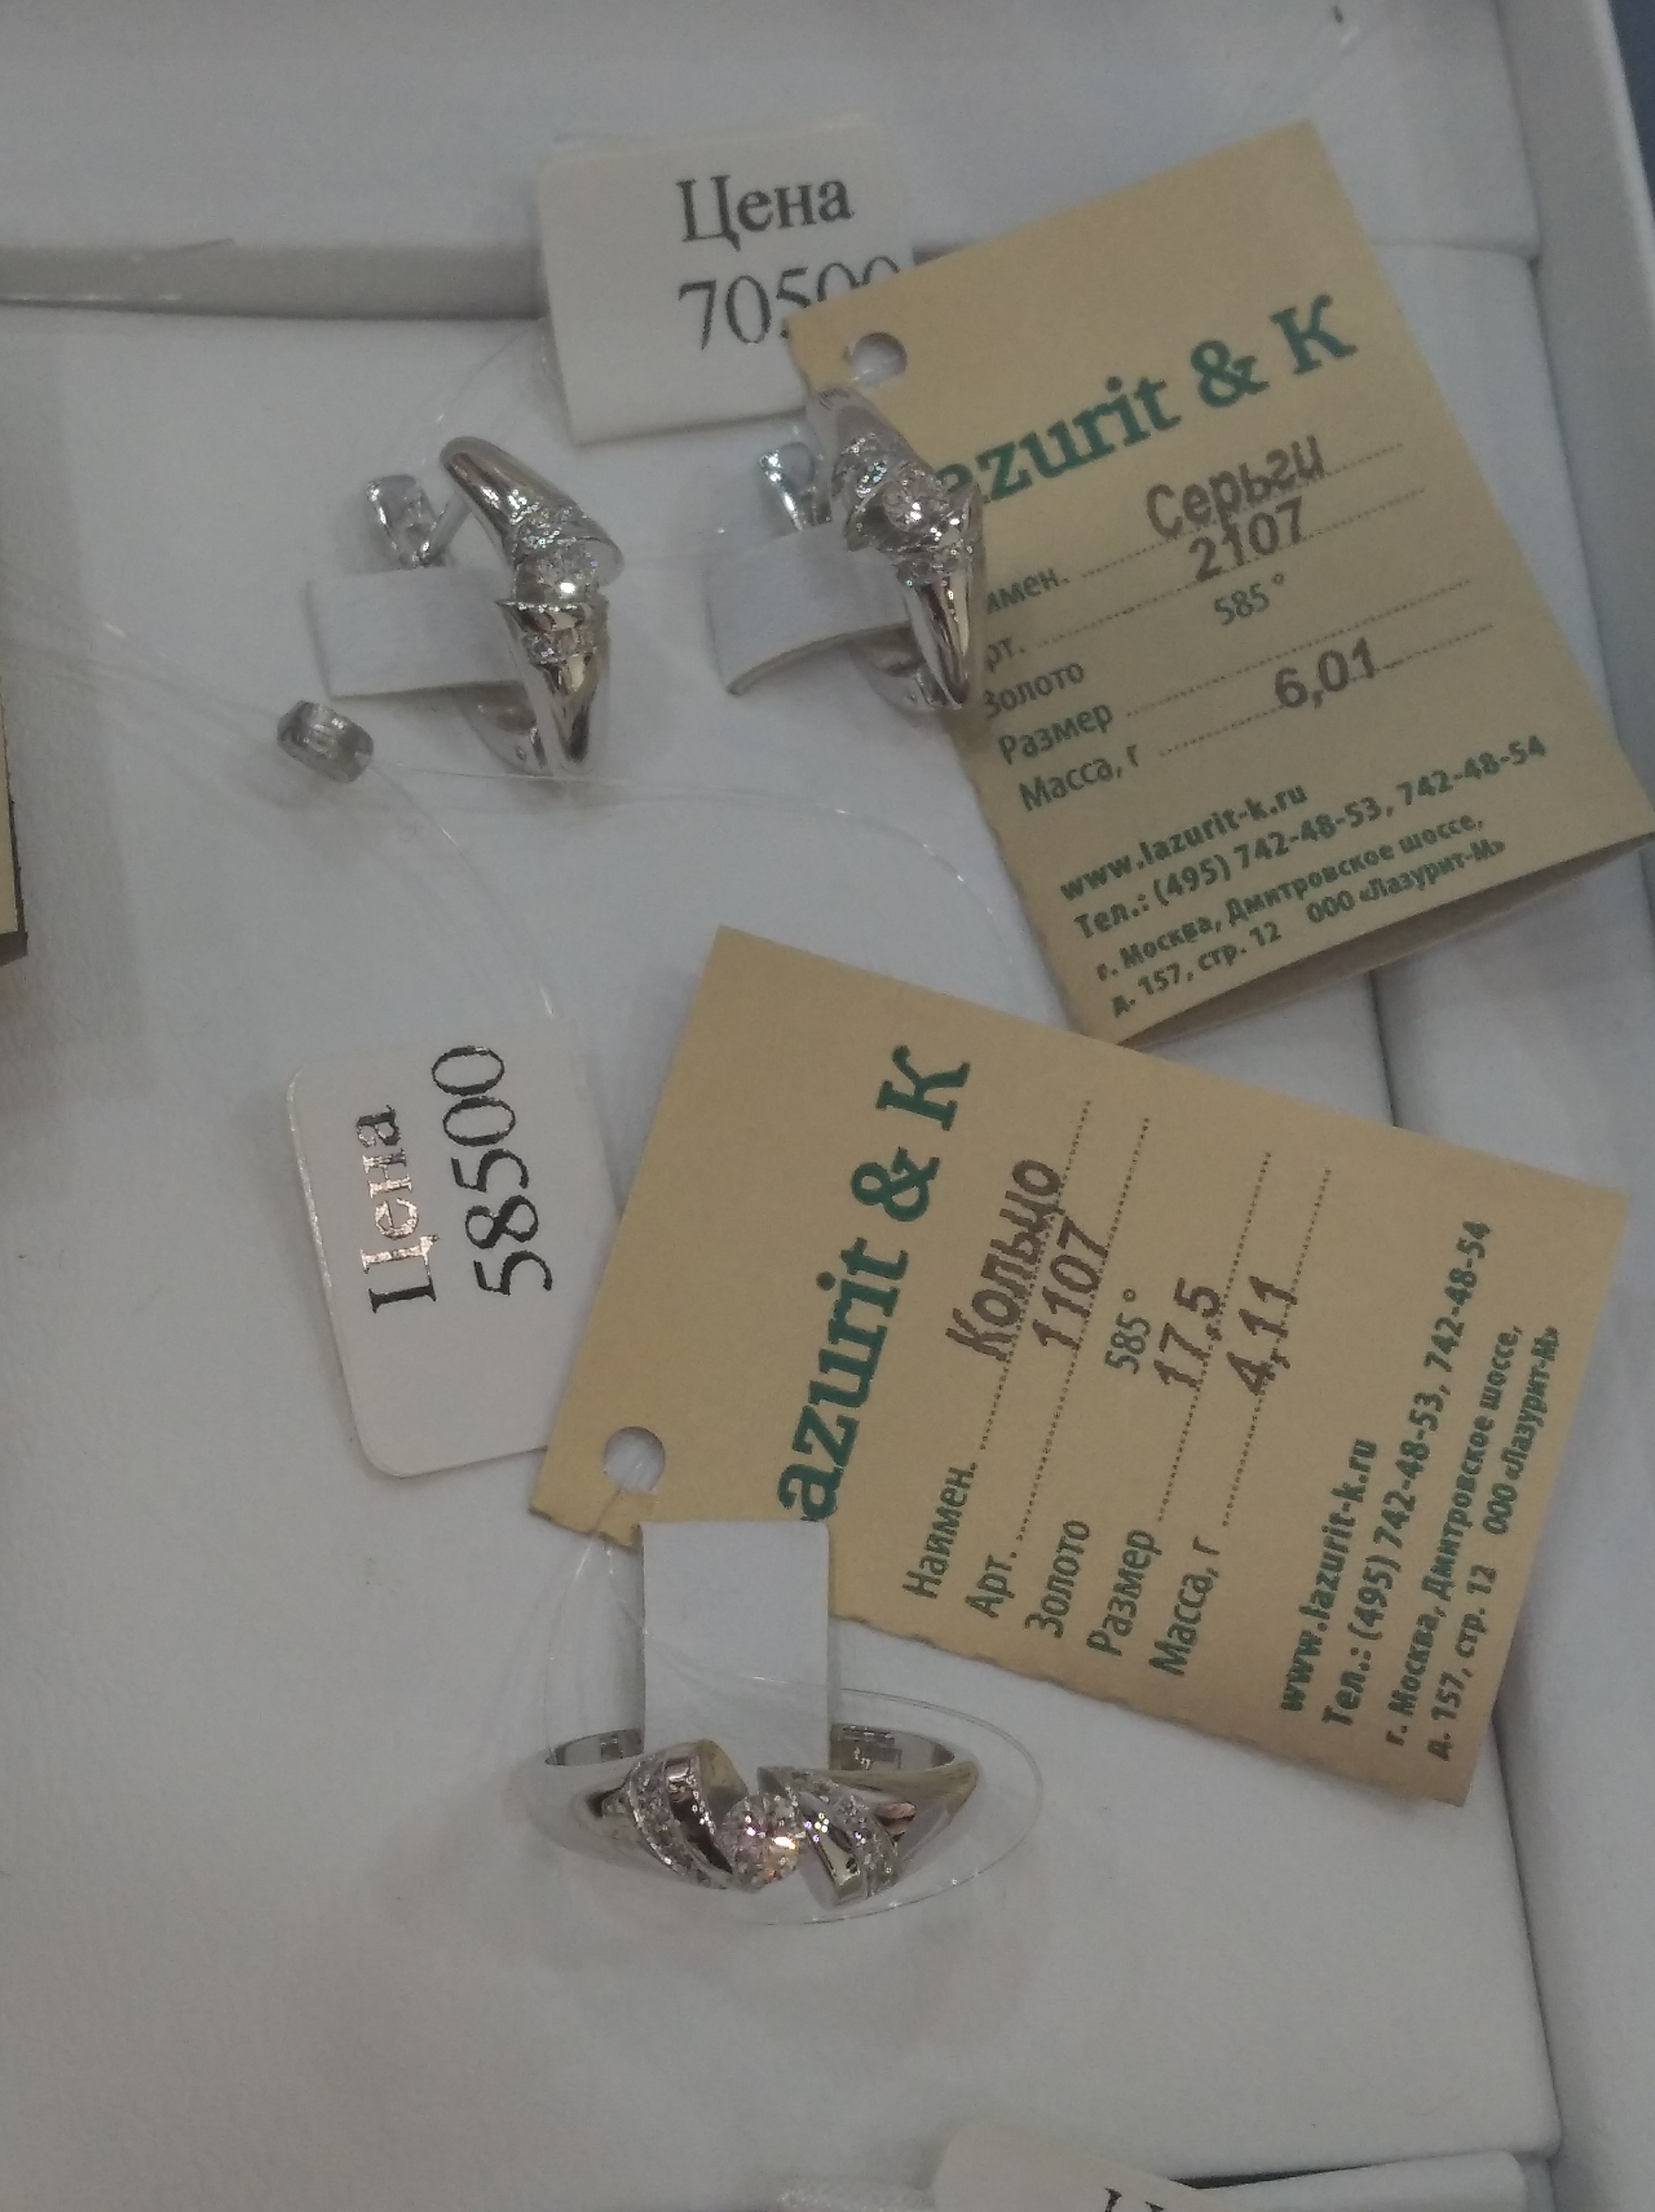 Цена
70500
azurit & K
имен. Серьги
рт. 2107
Золото 585°
Размер
Масса, г 6,01
www.lazurit-k.ru
Тел.: (495) 742-48-53, 742-48-54
г. Москва, Дмитровское шоссе,
д. 157, стр. 12 ООО «Лазурит-М»
Цена
58500
azurit & K
Наимен. Кольцо
Арт. 1107
Золото 585°
Размер 17,5
Масса, г 4,11
www.lazurit-k.ru
Тел.: (495) 742-48-53, 742-48-54
г. Москва, Дмитровское шоссе,
д. 157, стр. 12 ООО «Лазурит-М»